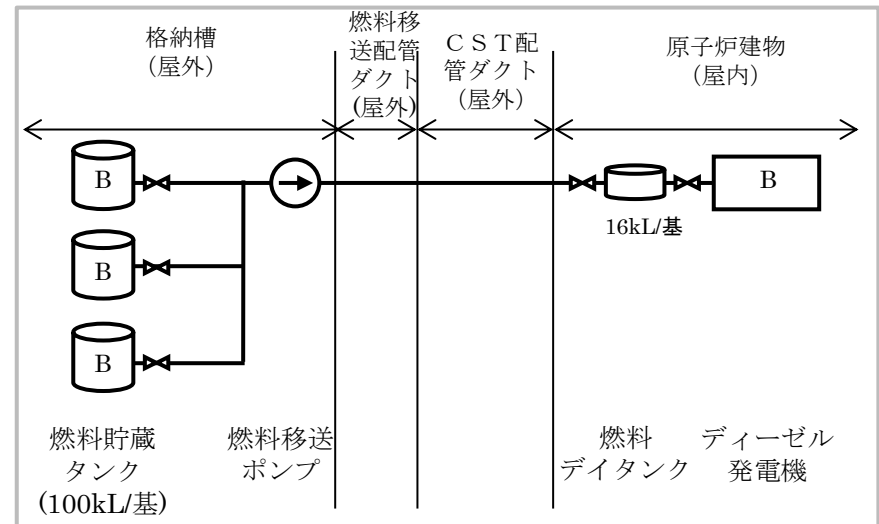 格納槽
（屋外）
燃料移
送配管
ダクト
(屋外)
ＣＳＴ配
管ダクト
（屋外）
原子炉建物
（屋内）
B
B
B
B
16kL/基
燃料貯蔵
タンク
(100kL/基)
燃料移送
ポンプ
燃料
デイタンク
ディーゼル
発電機